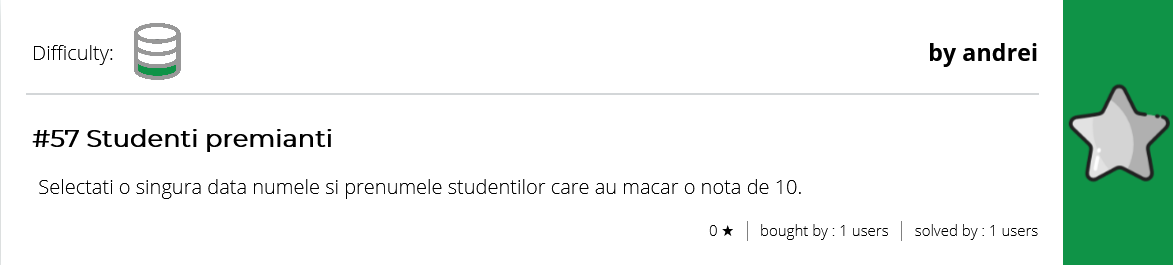 Difficulty:
by andrei
#57 Studenti premianti
Selectati o singura data numele si prenumele studentilor care au macar o nota de 10.
0 ★ | bought by : 1 users | solved by : 1 users